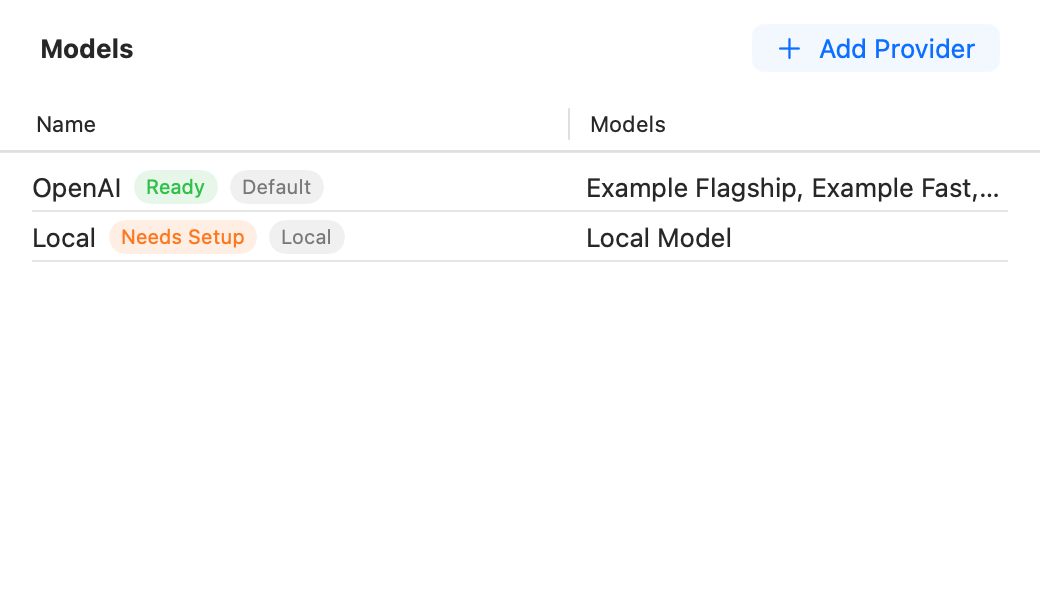 Models
+ Add Provider
Name Models
OpenAI Ready Default Example Flagship, Example Fast,...
Local Needs Setup Local Local Model